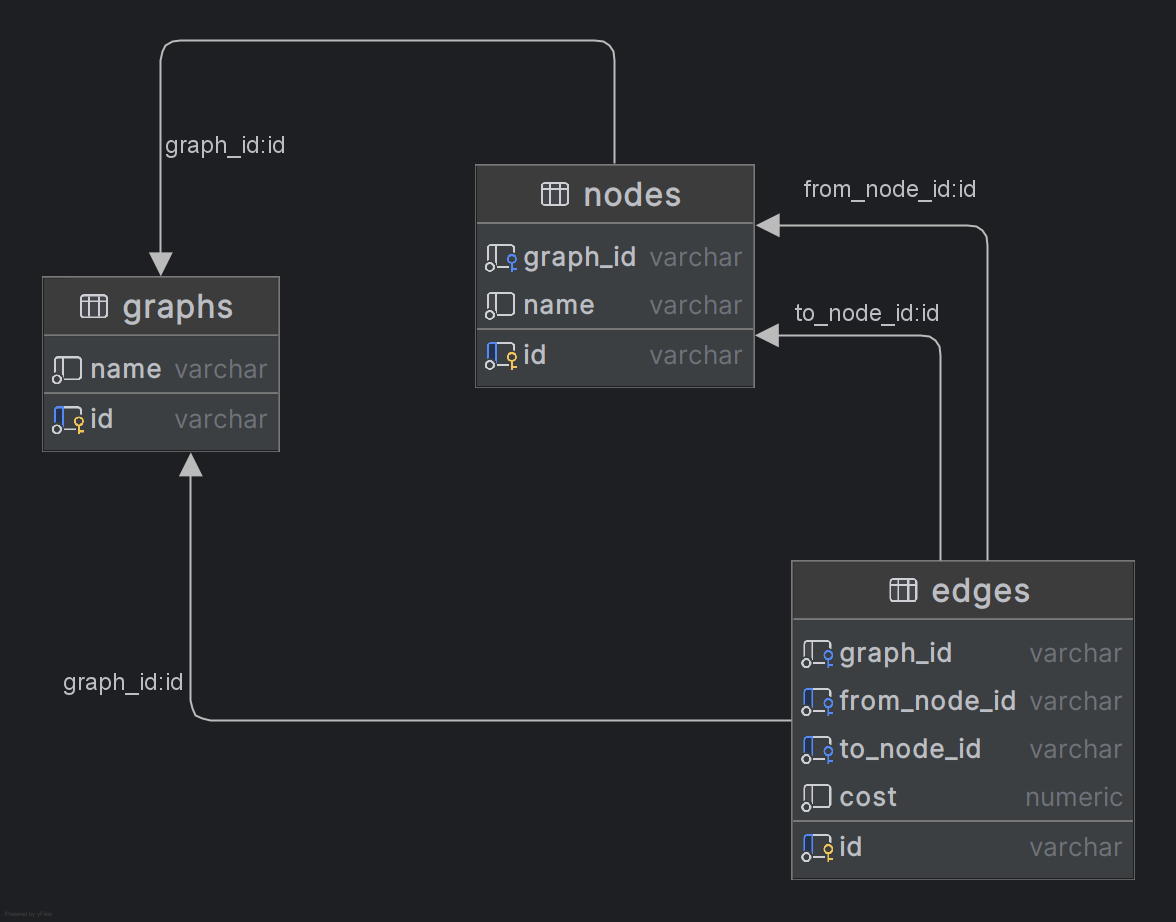 graph_id:id
nodes
graph_id varchar
name varchar
id varchar
from_node_id:id
to_node_id:id
graphs
name varchar
id varchar
graph_id:id
edges
graph_id varchar
from_node_id varchar
to_node_id varchar
cost numeric
id varchar
Powered by yFiles